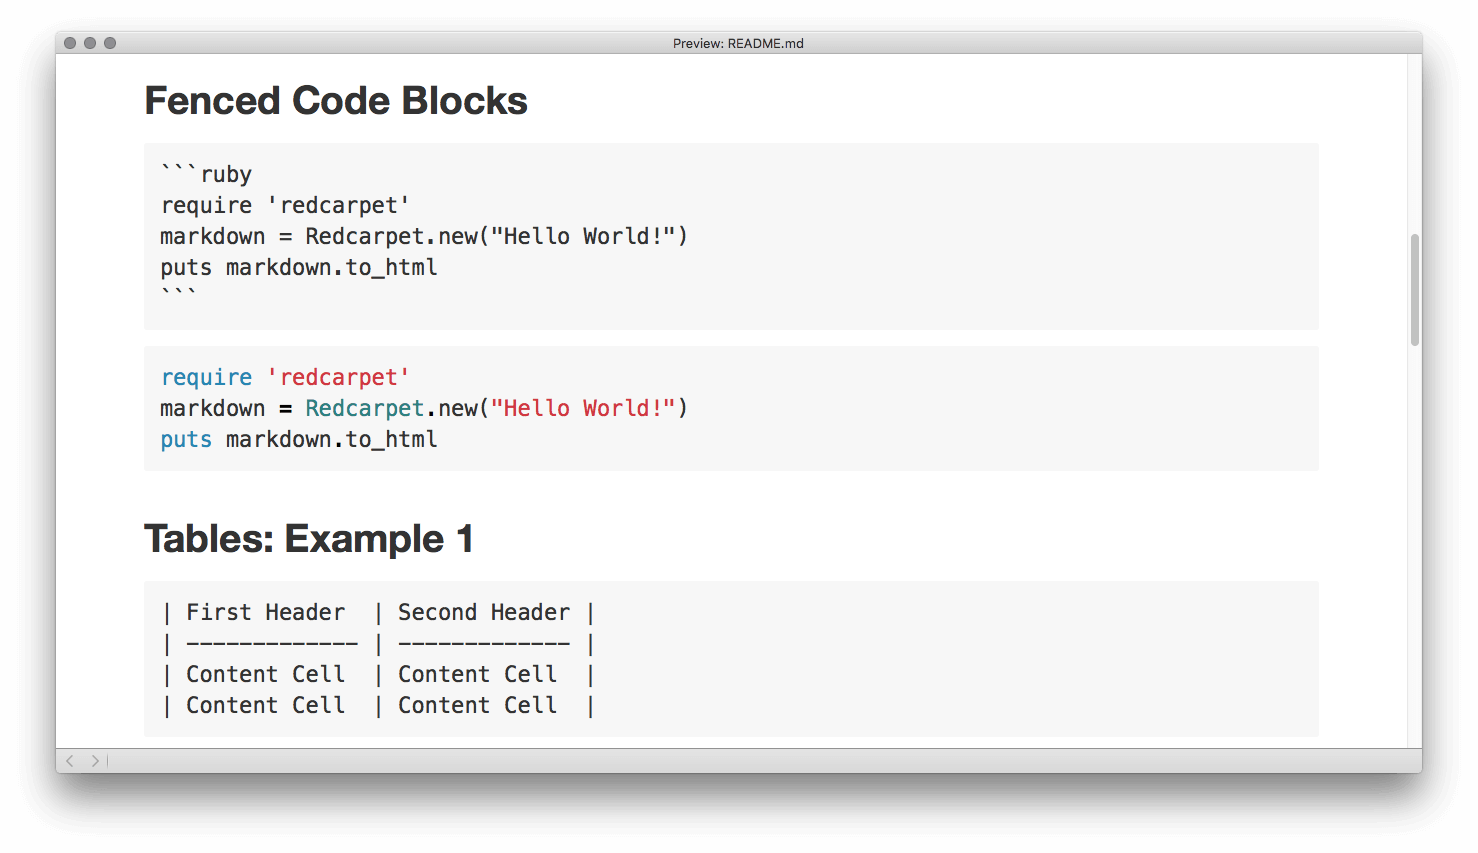 Preview: README.md
Fenced Code Blocks
```ruby
require 'redcarpet'
markdown = Redcarpet.new("Hello World!")
puts markdown.to_html
```
require 'redcarpet'
markdown = Redcarpet.new("Hello World!")
puts markdown.to_html
Tables: Example 1
| First Header  | Second Header |
| ------------- | ------------- |
| Content Cell  | Content Cell  |
| Content Cell  | Content Cell  |